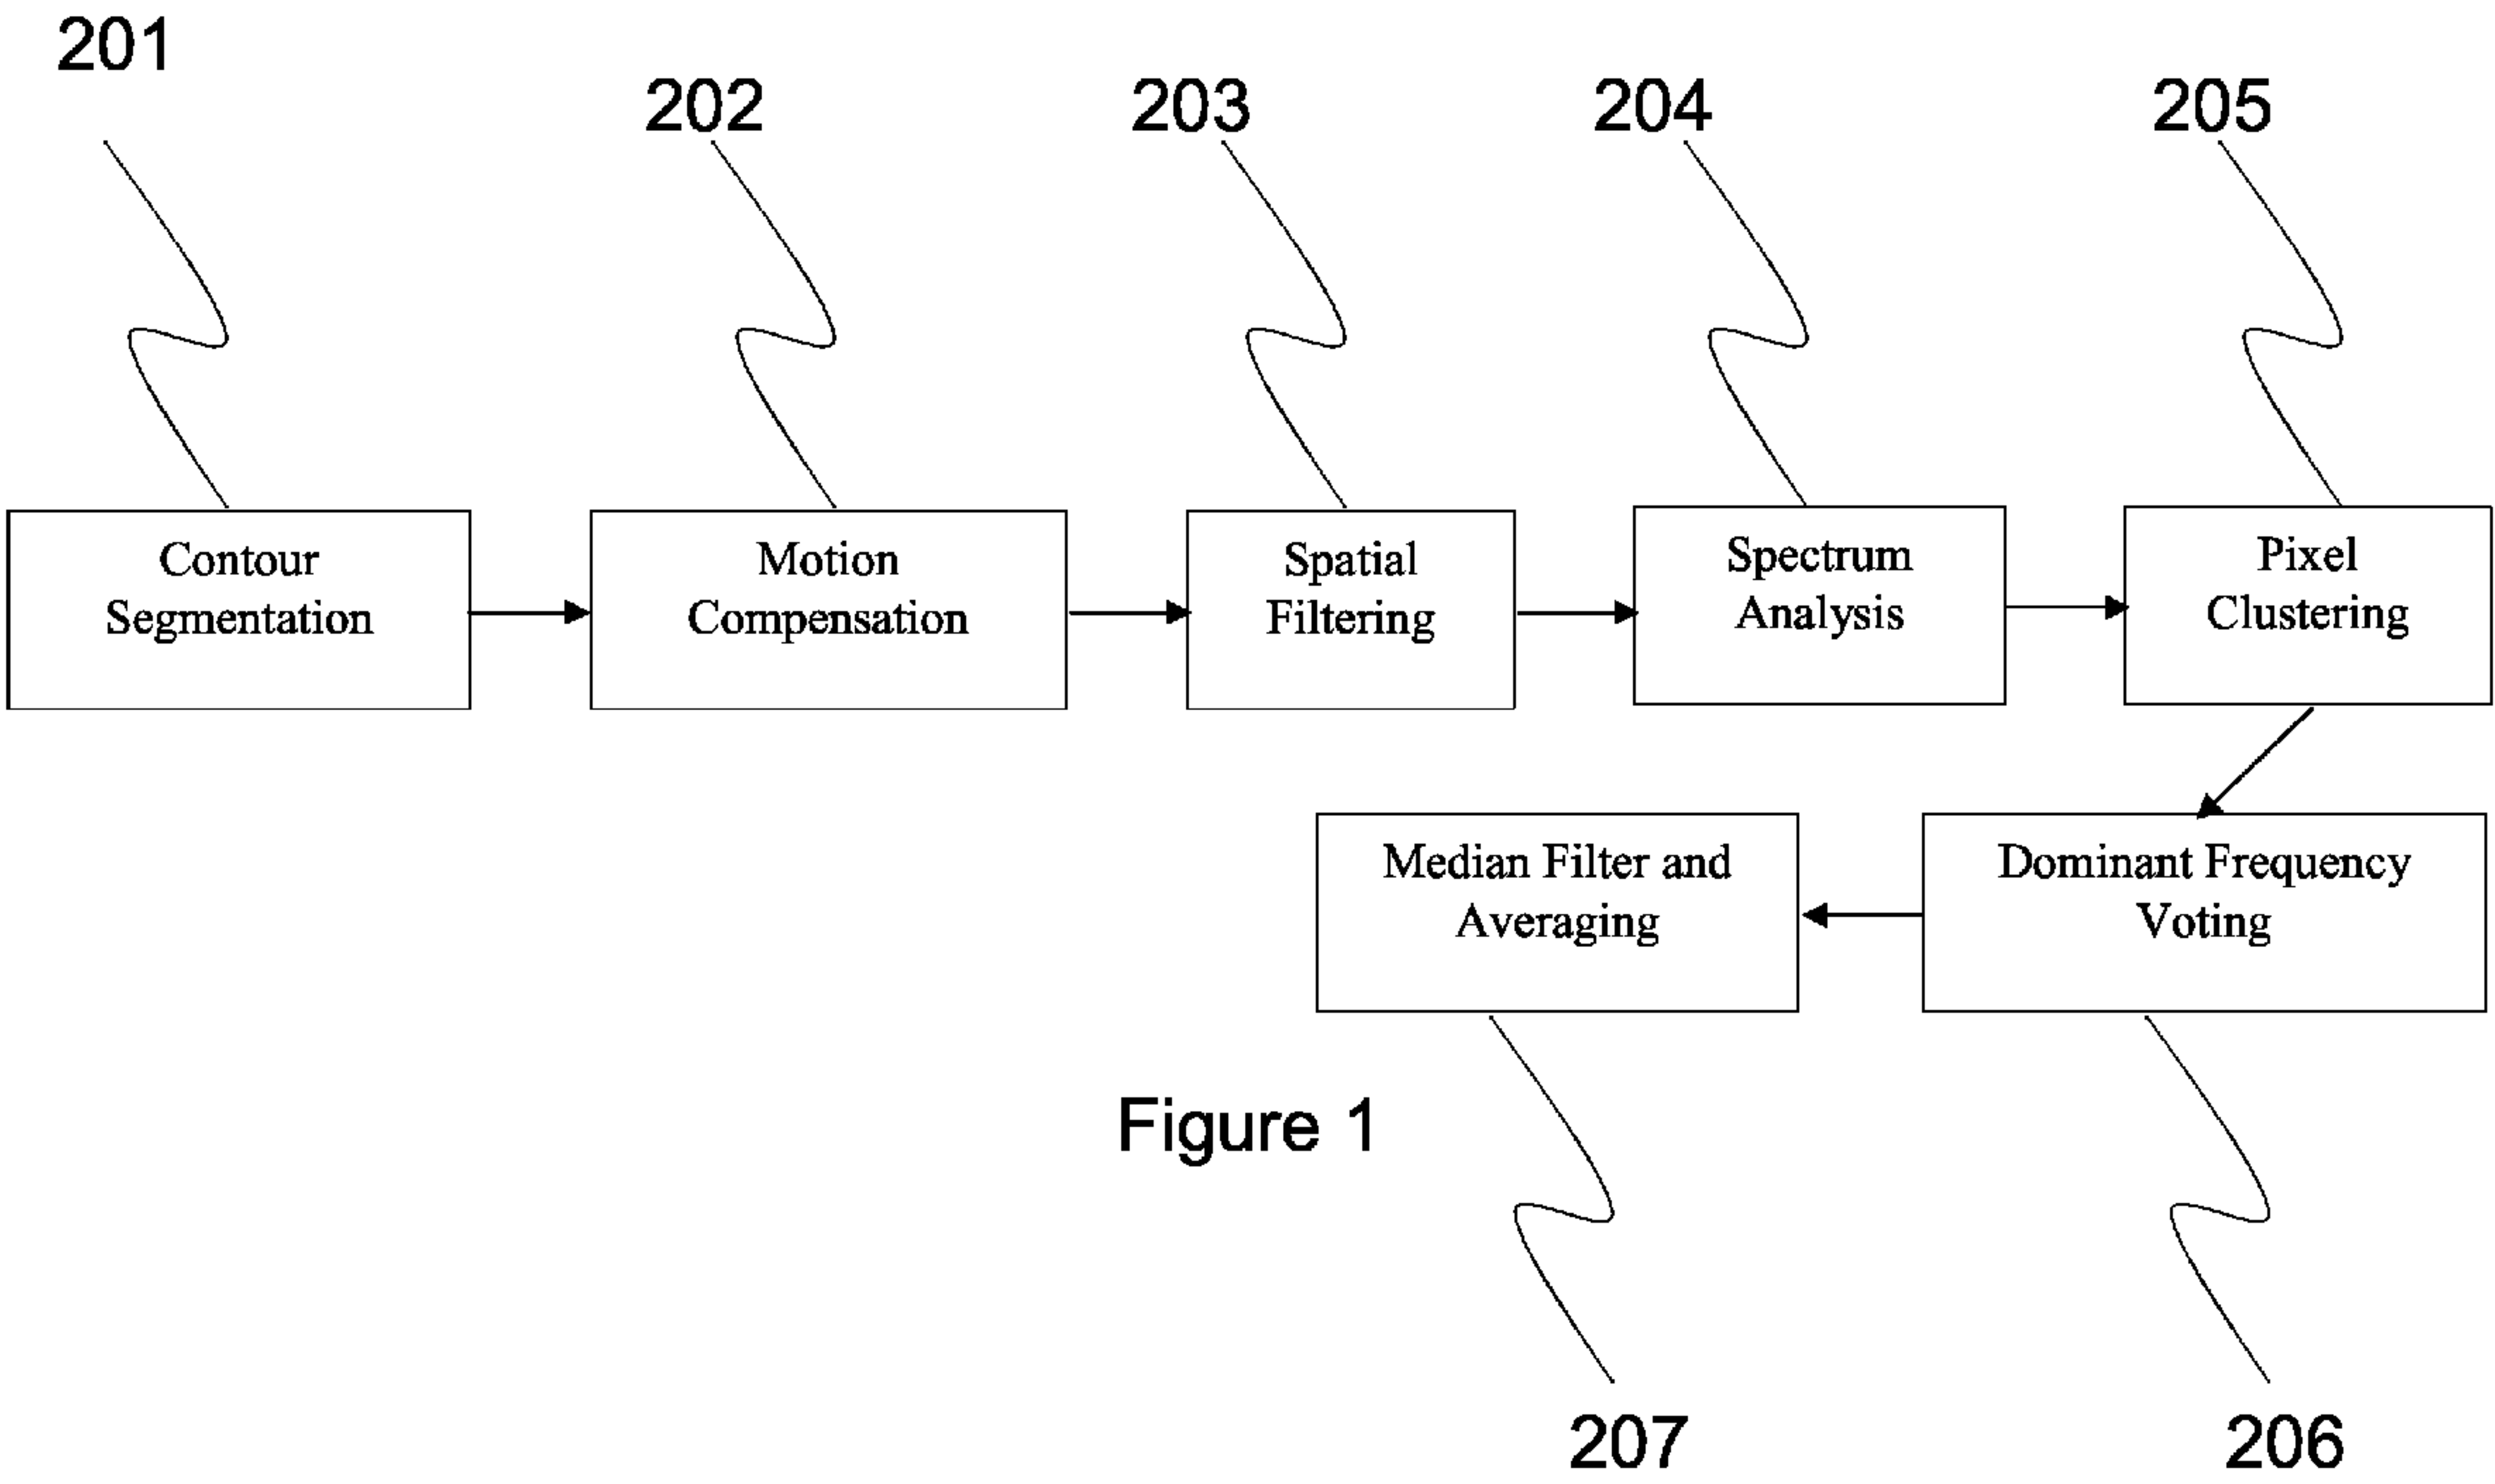 201
202
203
204
205
Contour
Segmentation
Motion
Compensation
Spatial
Filtering
Spectrum
Analysis
Pixel
Clustering
Median Filter and
Averaging
Dominant Frequency
Voting
Figure 1
207
206